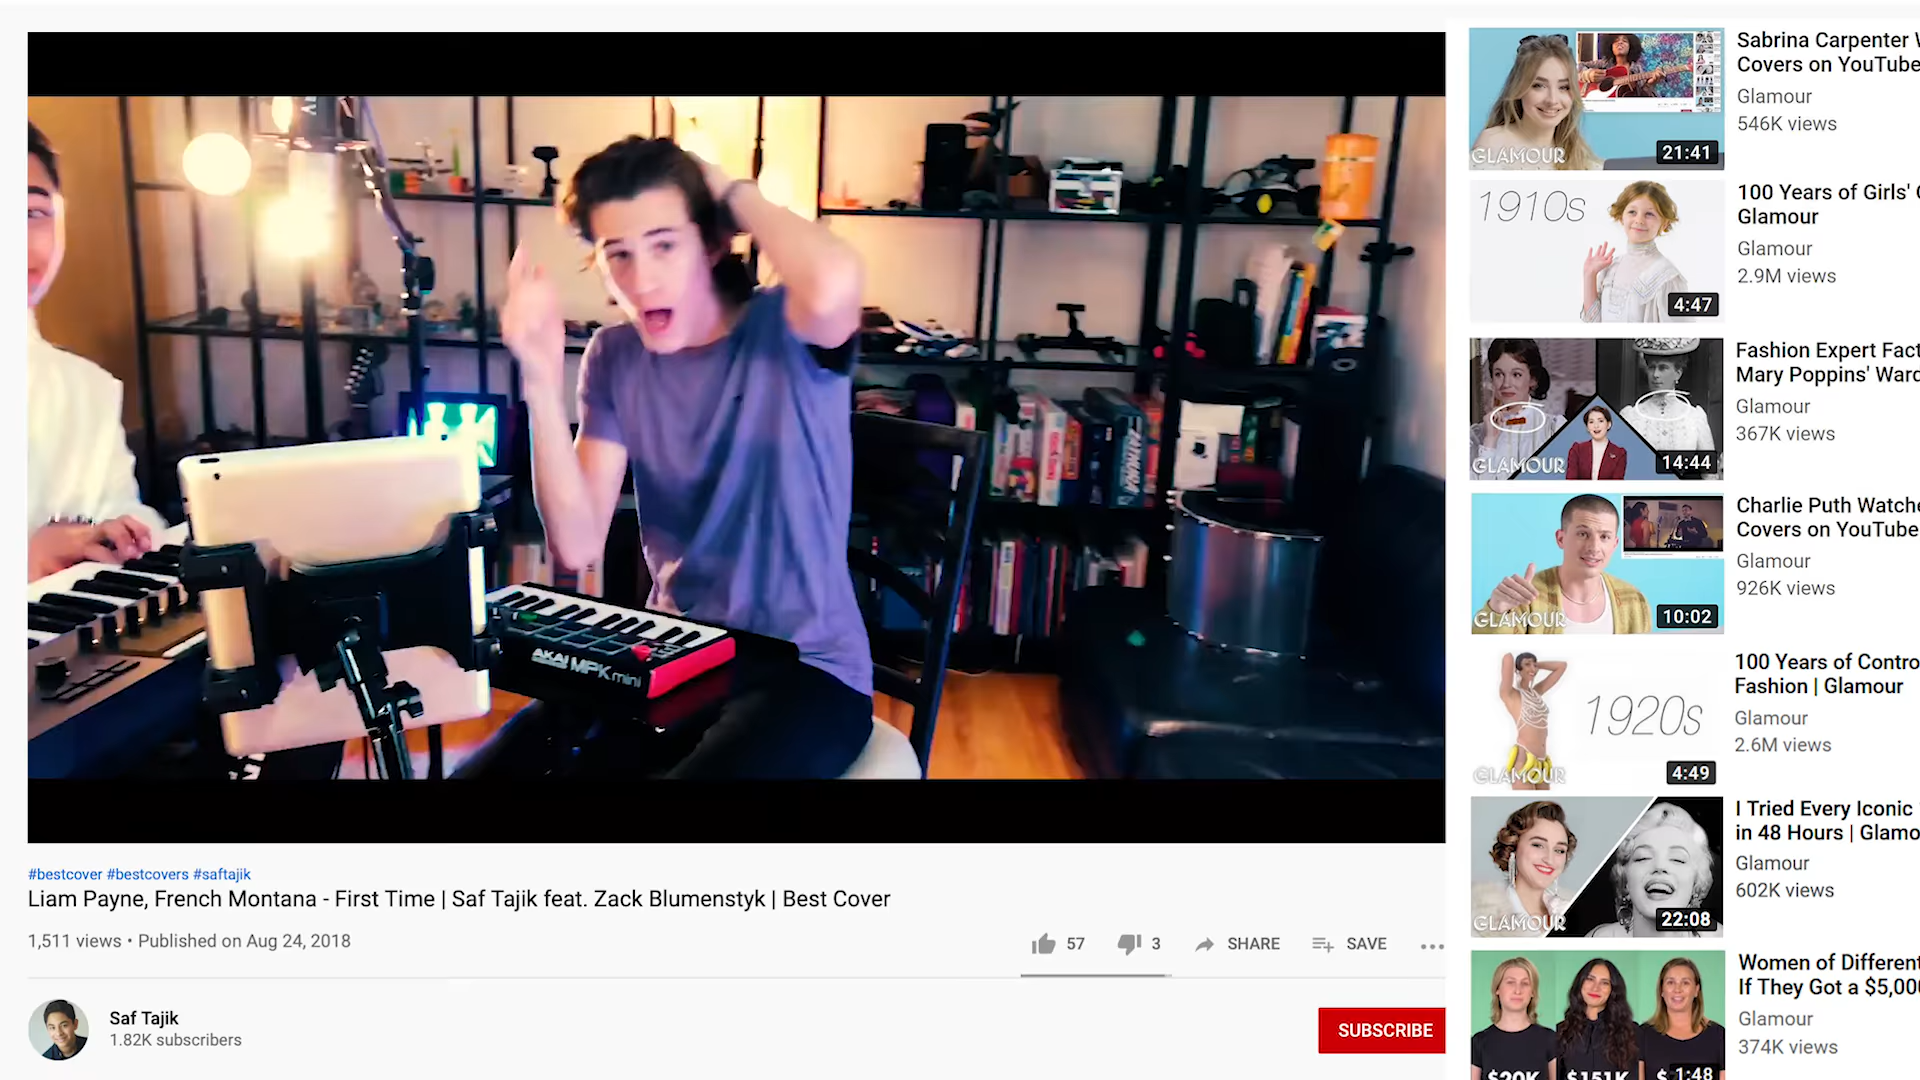 AKAI MPK mini
#bestcover #bestcovers #saftajik
Liam Payne, French Montana - First Time | Saf Tajik feat. Zack Blumenstyk | Best Cover
1,511 views • Published on Aug 24, 2018
57
3
SHARE
SAVE
Saf Tajik
1.82K subscribers
SUBSCRIBE
GLAMOUR
21:41
Sabrina Carpenter
Covers on YouTube
Glamour
546K views
1910s
4:47
100 Years of Girls'
Glamour
Glamour
2.9M views
GLAMOUR
14:44
Fashion Expert Fact
Mary Poppins' Ward
Glamour
367K views
GLAMOUR
10:02
Charlie Puth Watche
Covers on YouTube
Glamour
926K views
1920s
GLAMOUR
4:49
100 Years of Contro
Fashion | Glamour
Glamour
2.6M views
GLAMOUR
22:08
I Tried Every Iconic
in 48 Hours | Glamo
Glamour
602K views
$20K
$151K
$
1:48
Women of Different
If They Got a $5,00
Glamour
374K views